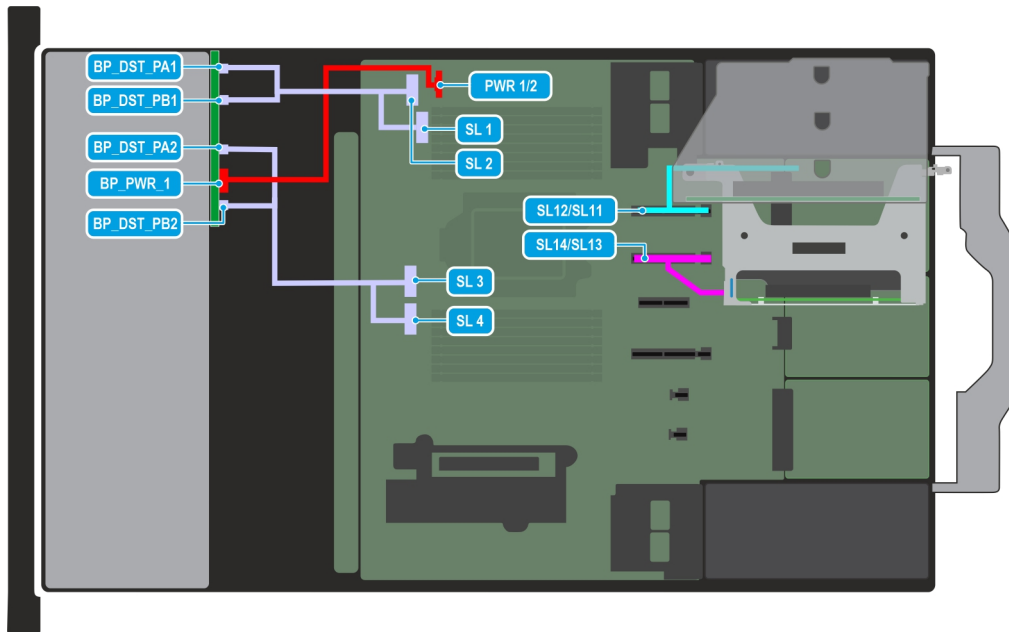 BP_DST_PA1
BP_DST_PB1
BP_DST_PA2
BP_PWR_1
BP_DST_PB2
PWR 1/2
SL 1
SL 2
SL12/SL11
SL14/SL13
SL 3
SL 4